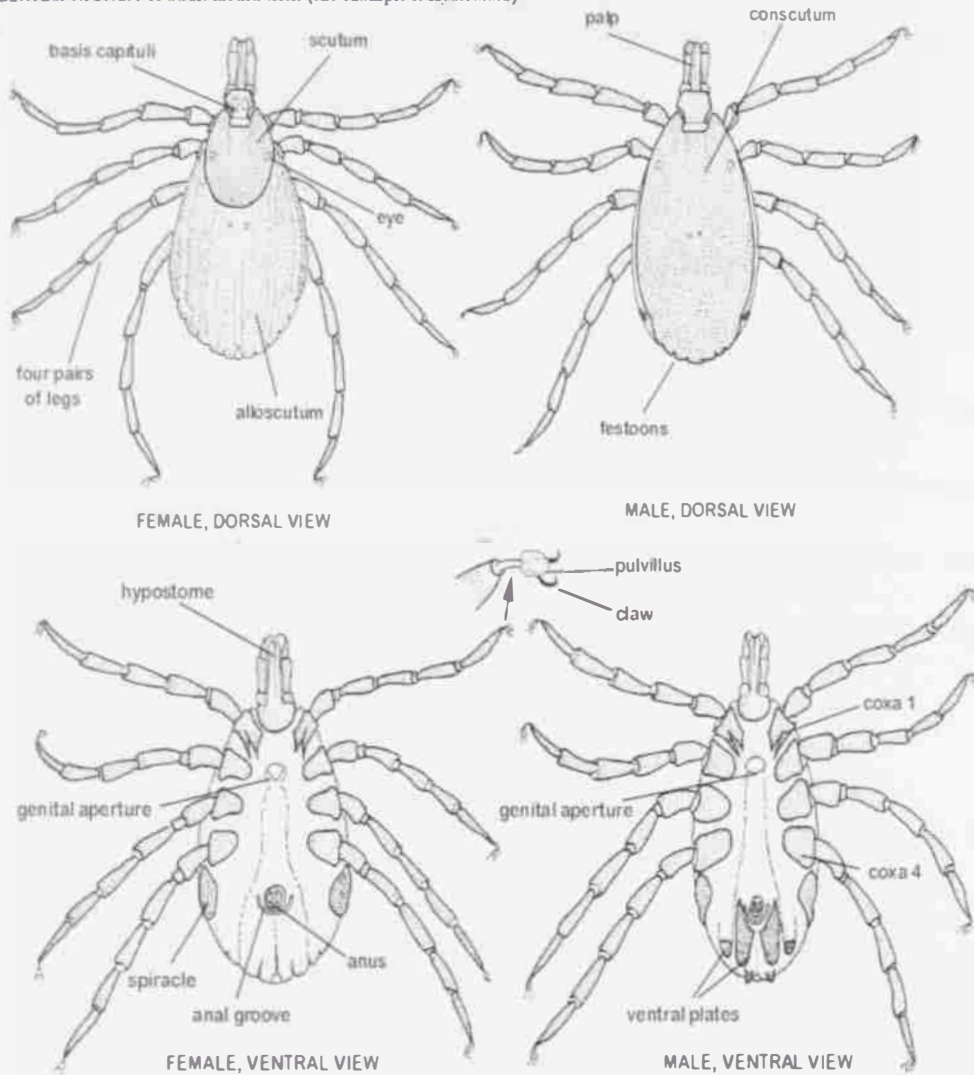 basis capituli
scutum
eye
four pairs
of legs
alloscutum
FEMALE, DORSAL VIEW
palp
conscutum
festoons
MALE, DORSAL VIEW
hypostome
pulvillus
claw
genital aperture
spiracle
anal groove
anus
FEMALE, VENTRAL VIEW
coxa 1
genital aperture
coxa 4
ventral plates
MALE, VENTRAL VIEW